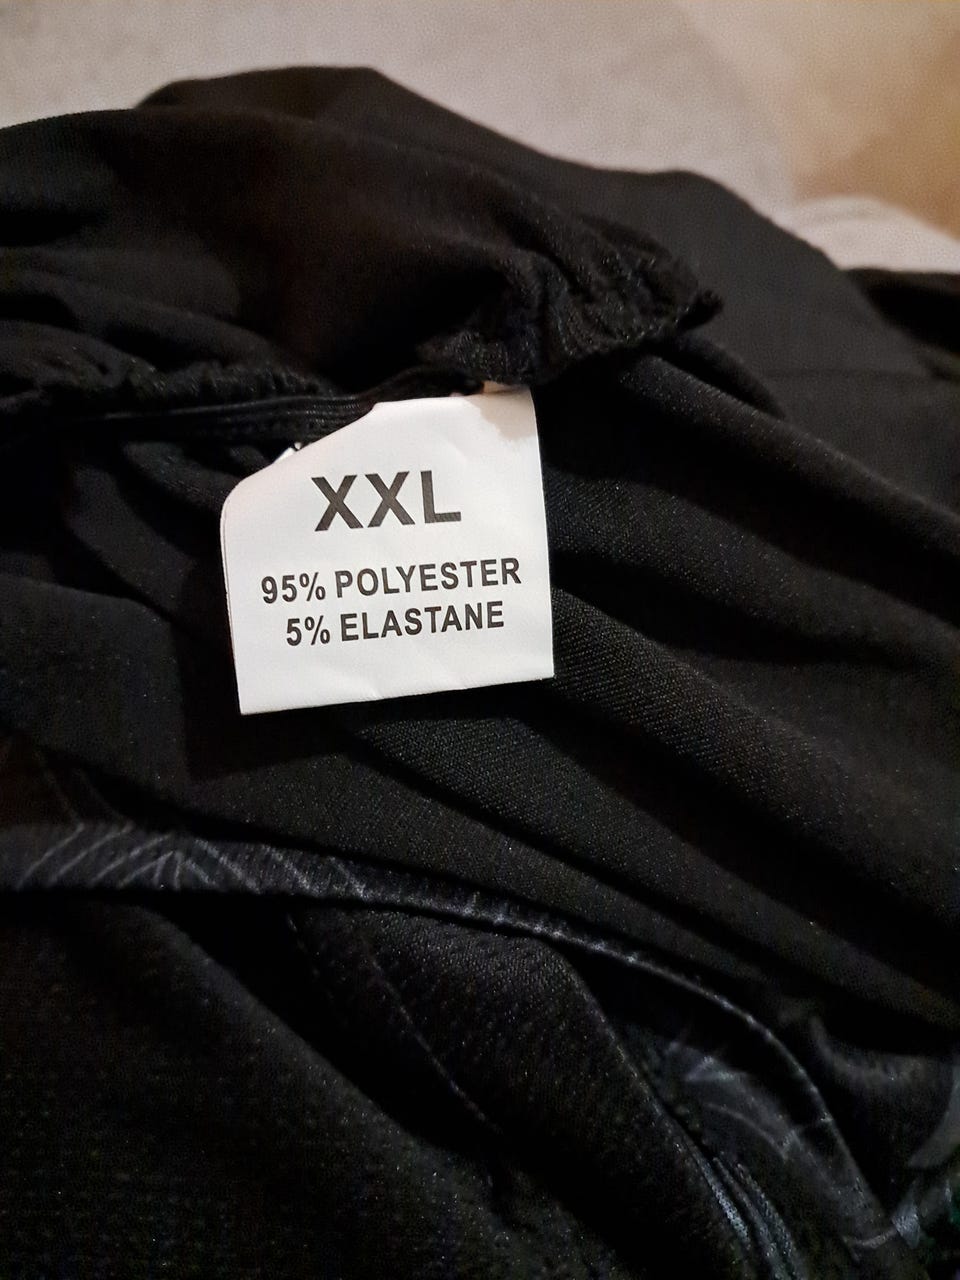 XXL
95% POLYESTER
5% ELASTANE